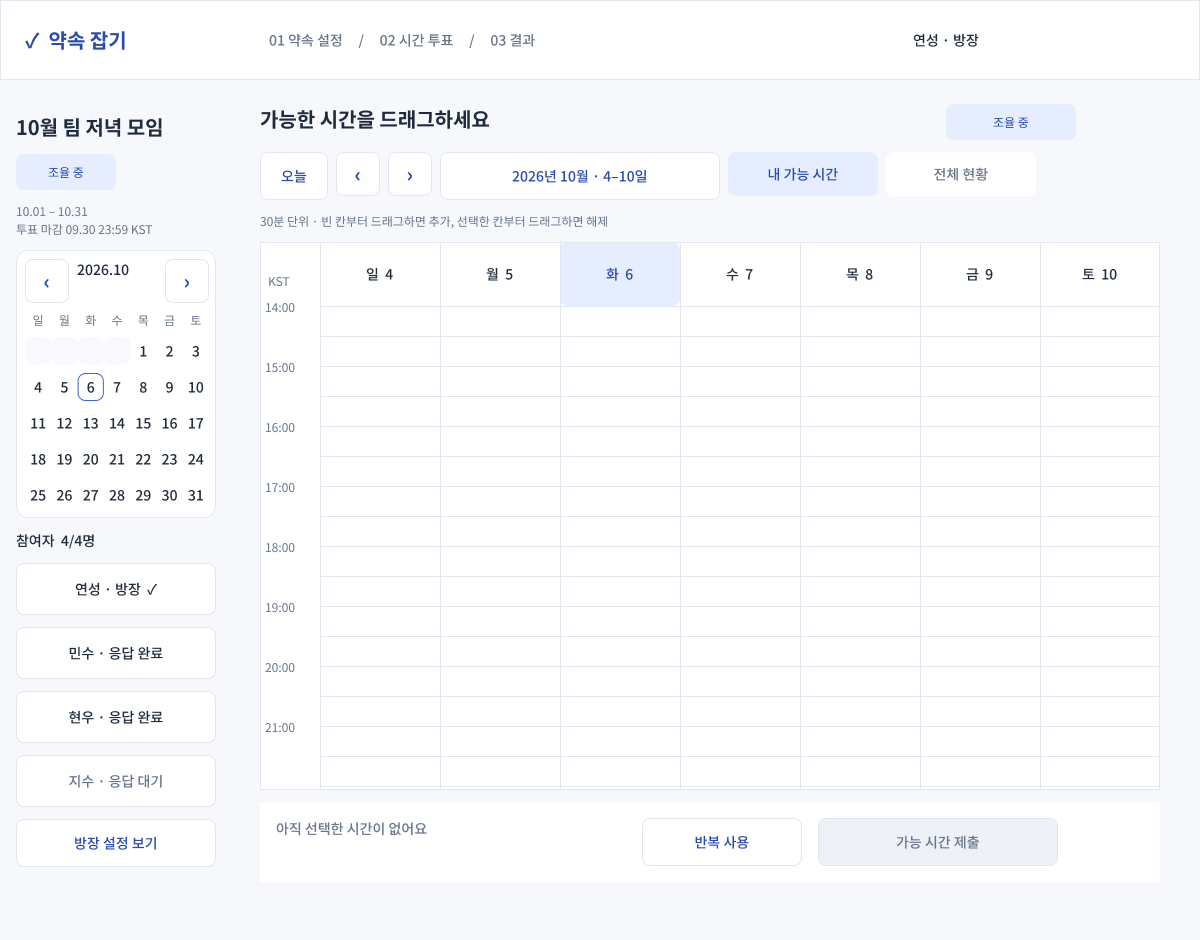 ✓ 약속 잡기
01 약속 설정 / 02 시간 투표 / 03 결과
연성 · 방장
10월 팀 저녁 모임
조율 중
10.01 – 10.31
투표 마감 09.30 23:59 KST
‹ 2026.10 ›
일 월 화 수 목 금 토
1 2 3
4 5 6 7 8 9 10
11 12 13 14 15 16 17
18 19 20 21 22 23 24
25 26 27 28 29 30 31
참여자 4/4명
연성 · 방장 ✓
민수 · 응답 완료
현우 · 응답 완료
지수 · 응답 대기
방장 설정 보기
가능한 시간을 드래그하세요
조율 중
오늘 ‹ › 2026년 10월 · 4–10일 내 가능 시간 전체 현황
30분 단위 · 빈 칸부터 드래그하면 추가, 선택한 칸부터 드래그하면 해제
KST 일 4 월 5 화 6 수 7 목 8 금 9 토 10
14:00
15:00
16:00
17:00
18:00
19:00
20:00
21:00
아직 선택한 시간이 없어요
반복 사용
가능 시간 제출